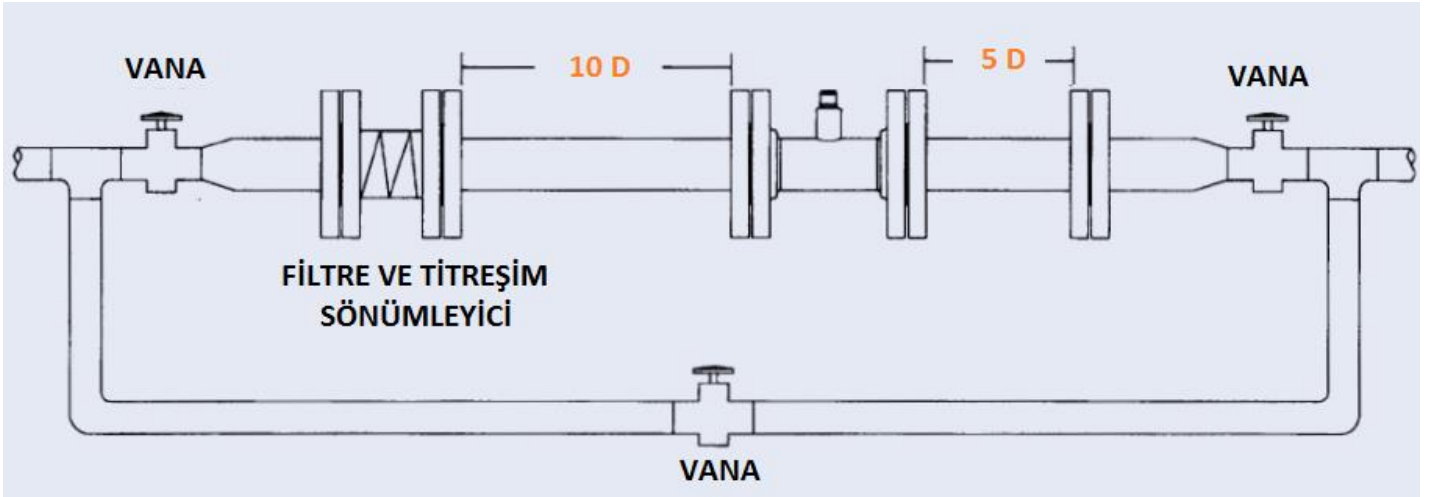 VANA
10 D
5 D
VANA
FİLTRE VE TİTREŞİM
SÖNÜMLEYİCİ
VANA